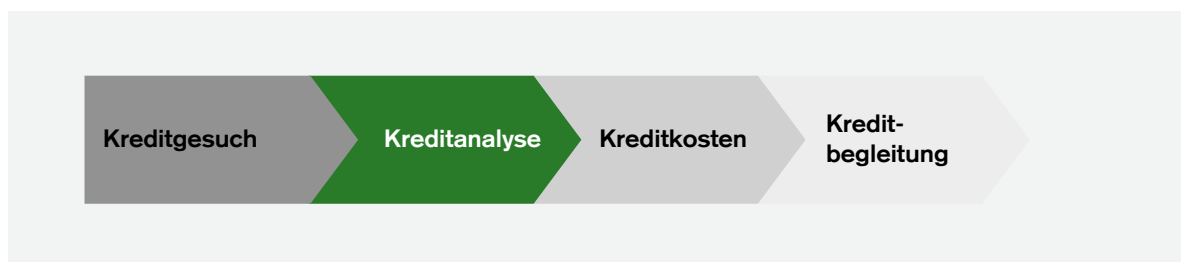 Kreditgesuch
Kreditanalyse
Kreditkosten
Kredit-
begleitung